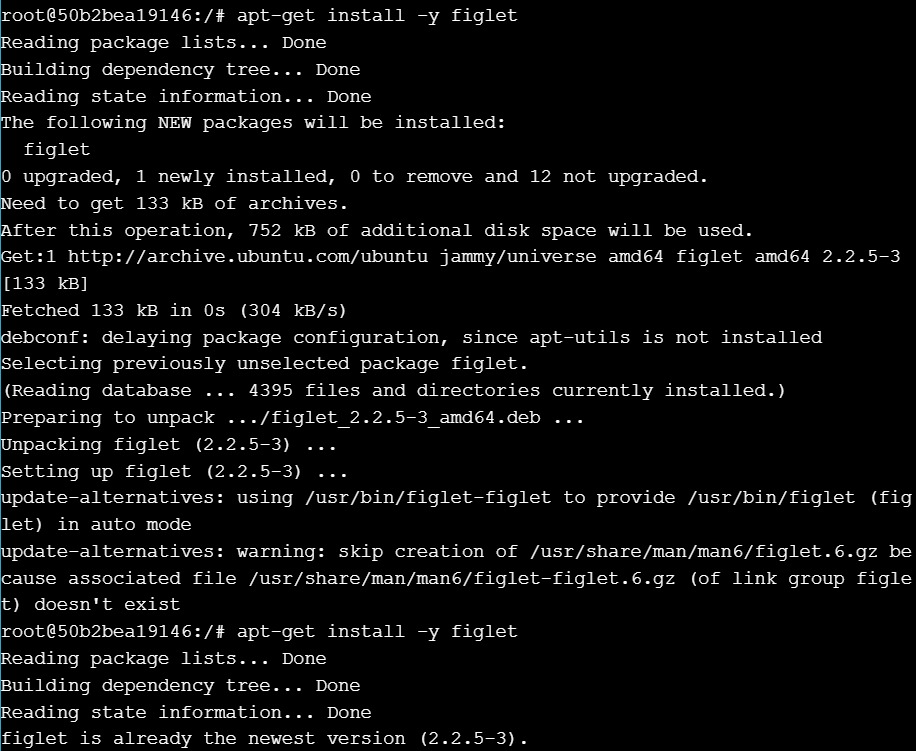 root@50b2bea19146:/# apt-get install -y figlet
Reading package lists... Done
Building dependency tree... Done
Reading state information... Done
The following NEW packages will be installed:
  figlet
0 upgraded, 1 newly installed, 0 to remove and 12 not upgraded.
Need to get 133 kB of archives.
After this operation, 752 kB of additional disk space will be used.
Get:1 http://archive.ubuntu.com/ubuntu jammy/universe amd64 figlet amd64 2.2.5-3
[133 kB]
Fetched 133 kB in 0s (304 kB/s)
debconf: delaying package configuration, since apt-utils is not installed
Selecting previously unselected package figlet.
(Reading database ... 4395 files and directories currently installed.)
Preparing to unpack .../figlet_2.2.5-3_amd64.deb ...
Unpacking figlet (2.2.5-3) ...
Setting up figlet (2.2.5-3) ...
update-alternatives: using /usr/bin/figlet-figlet to provide /usr/bin/figlet (fig
let) in auto mode
update-alternatives: warning: skip creation of /usr/share/man/man6/figlet.6.gz be
cause associated file /usr/share/man/man6/figlet-figlet.6.gz (of link group figle
t) doesn't exist
root@50b2bea19146:/# apt-get install -y figlet
Reading package lists... Done
Building dependency tree... Done
Reading state information... Done
figlet is already the newest version (2.2.5-3).